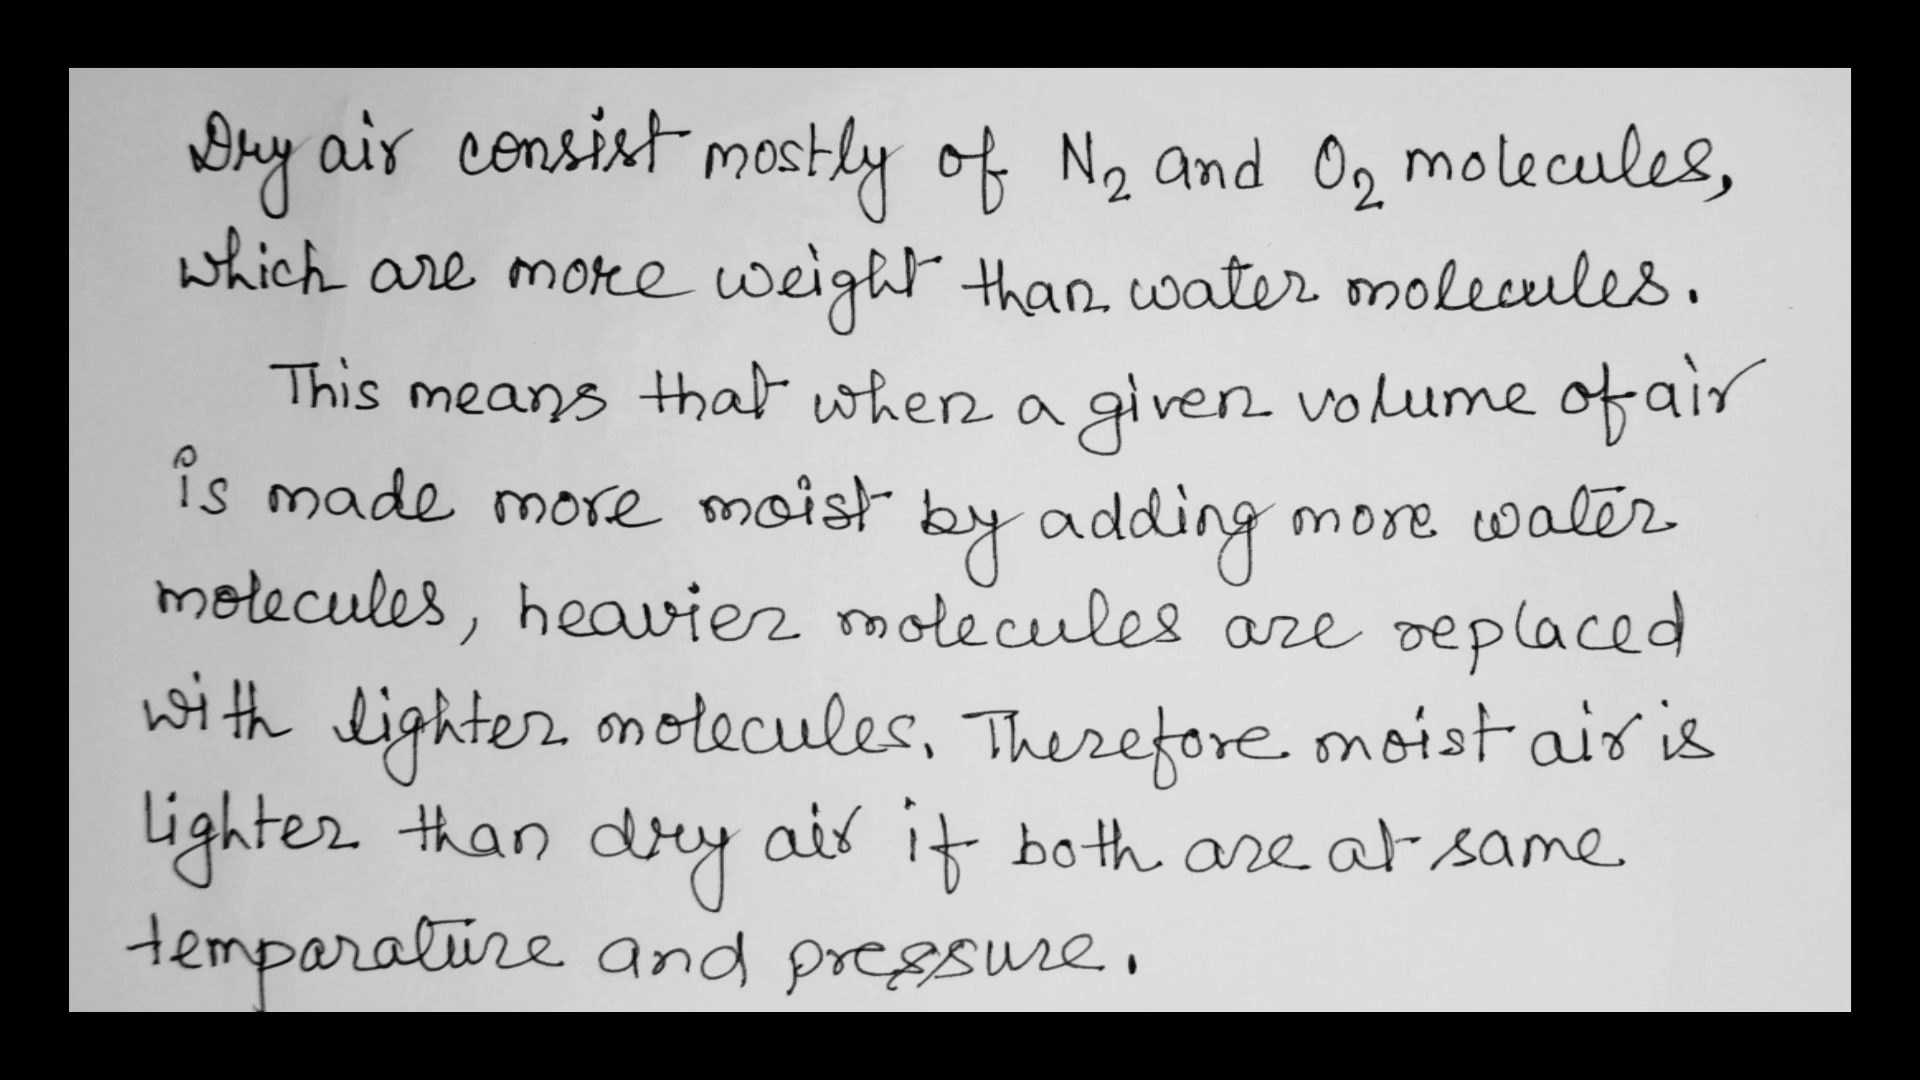 Dry air consist mostly of N₂ and O₂ molecules,
which are more weight than water molecules.
This means that when a given volume of air
is made more moist by adding more water
molecules, heavier molecules are replaced
with lighter molecules. Therefore moist air is
lighter than dry air if both are at same
temparature and pressure.